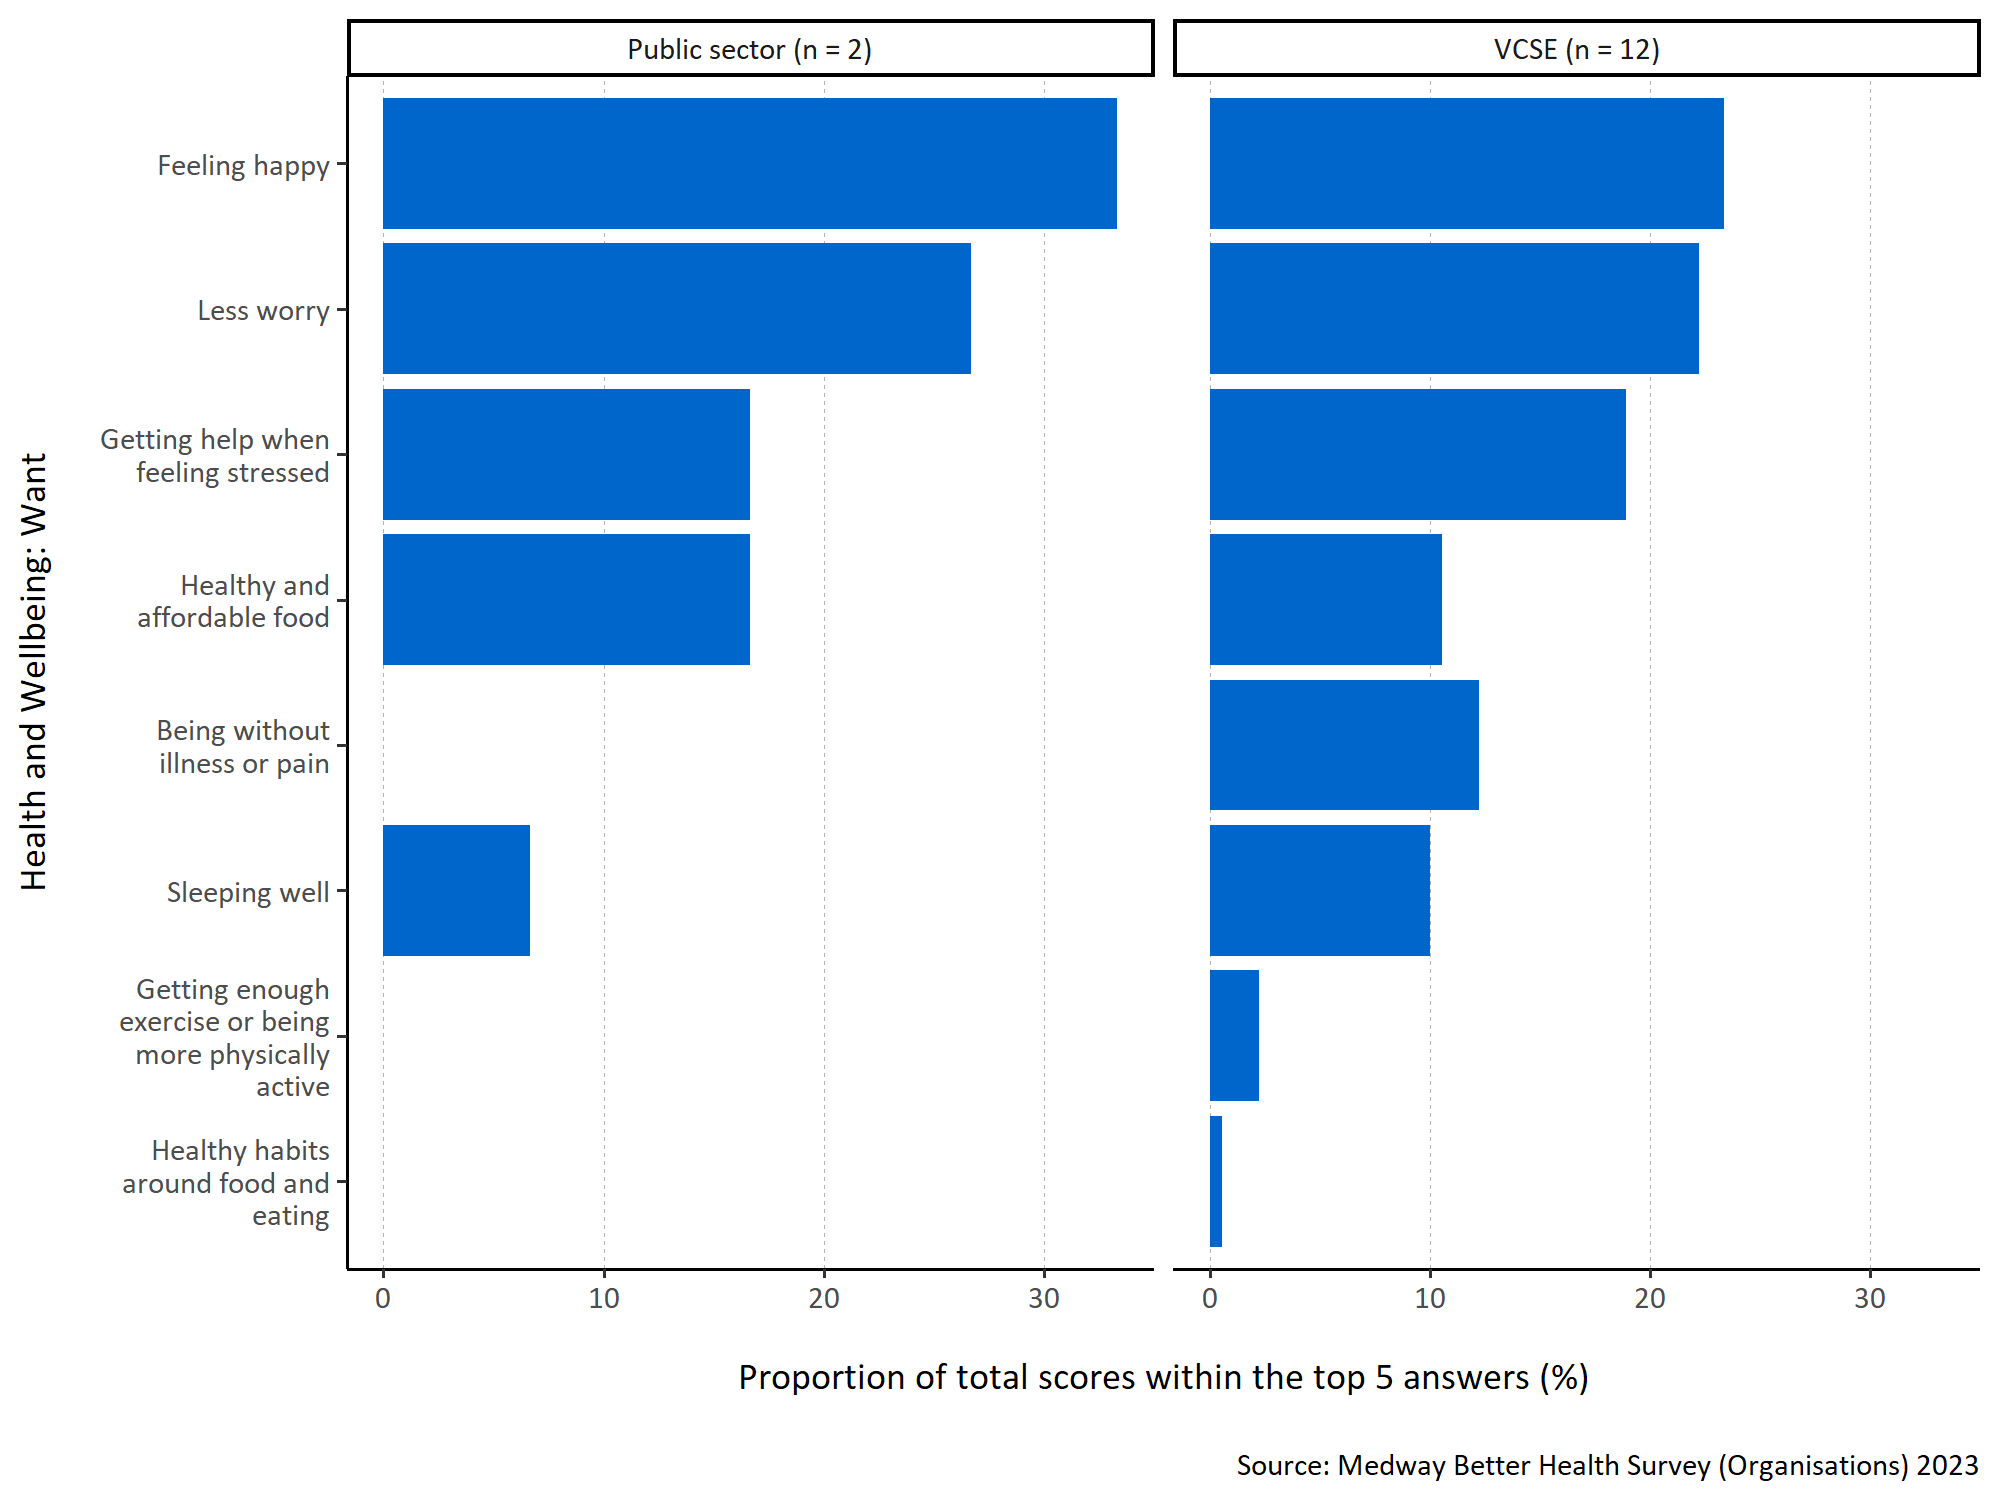 Public sector (n = 2)
VCSE (n = 12)
Health and Wellbeing: Want
Feeling happy
Less worry
Getting help when
feeling stressed
Healthy and
affordable food
Being without
illness or pain
Sleeping well
Getting enough
exercise or being
more physically
active
Healthy habits
around food and
eating
0 10 20 30
0 10 20 30
Proportion of total scores within the top 5 answers (%)
Source: Medway Better Health Survey (Organisations) 2023